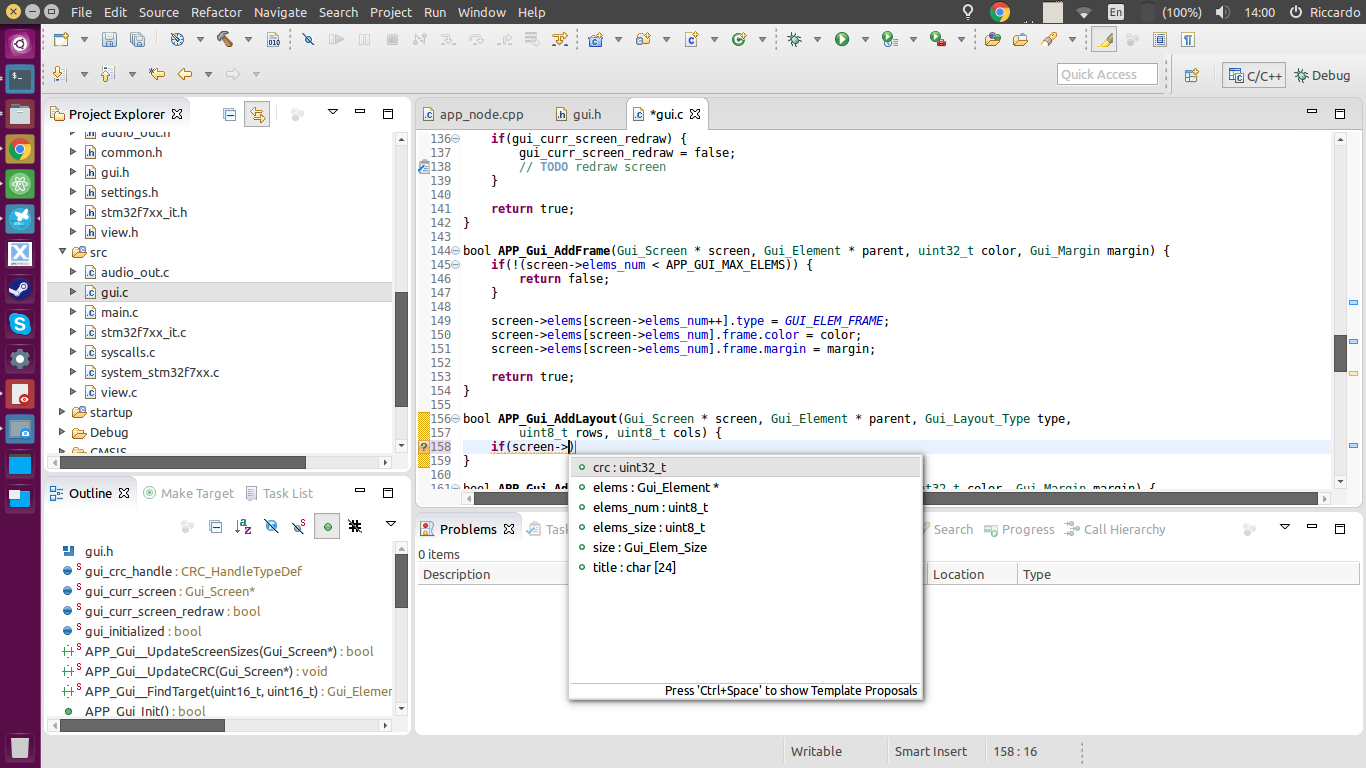 File Edit Source Refactor Navigate Search Project Run Window Help
En (100%) 14:00 Riccardo
010
Quick Access C/C++ Debug
Project Explorer
audio_out.h
common.h
gui.h
settings.h
stm32f7xx_it.h
view.h
src
audio_out.c
gui.c
main.c
stm32f7xx_it.c
syscalls.c
system_stm32f7xx.c
view.c
startup
Debug
CMSIS
app_node.cpp gui.h *gui.c
136 if(gui_curr_screen_redraw) {
137 gui_curr_screen_redraw = false;
138 // TODO redraw screen
139 }
140
141 return true;
142 }
143
144 bool APP_Gui_AddFrame(Gui_Screen * screen, Gui_Element * parent, uint32_t color, Gui_Margin margin) {
145 if(!(screen->elems_num < APP_GUI_MAX_ELEMS)) {
146 return false;
147 }
148
149 screen->elems[screen->elems_num++].type = GUI_ELEM_FRAME;
150 screen->elems[screen->elems_num].frame.color = color;
151 screen->elems[screen->elems_num].frame.margin = margin;
152
153 return true;
154 }
155
156 bool APP_Gui_AddLayout(Gui_Screen * screen, Gui_Element * parent, Gui_Layout_Type type,
157 uint8_t rows, uint8_t cols) {
158 if(screen->)
159 }
160
crc : uint32_t
elems : Gui_Element *
elems_num : uint8_t
elems_size : uint8_t
size : Gui_Elem_Size
title : char [24]
Press 'Ctrl+Space' to show Template Proposals
Outline Make Target Task List
gui.h
gui_crc_handle : CRC_HandleTypeDef
gui_curr_screen : Gui_Screen*
gui_curr_screen_redraw : bool
gui_initialized : bool
APP_Gui__UpdateScreenSizes(Gui_Screen*) : bool
APP_Gui__UpdateCRC(Gui_Screen*) : void
APP_Gui__FindTarget(uint16_t, uint16_t) : Gui_Elemer
APP_Gui_Init() : bool
Problems Task Search Progress Call Hierarchy
0 items
Description Location Type
Writable Smart Insert 158 : 16